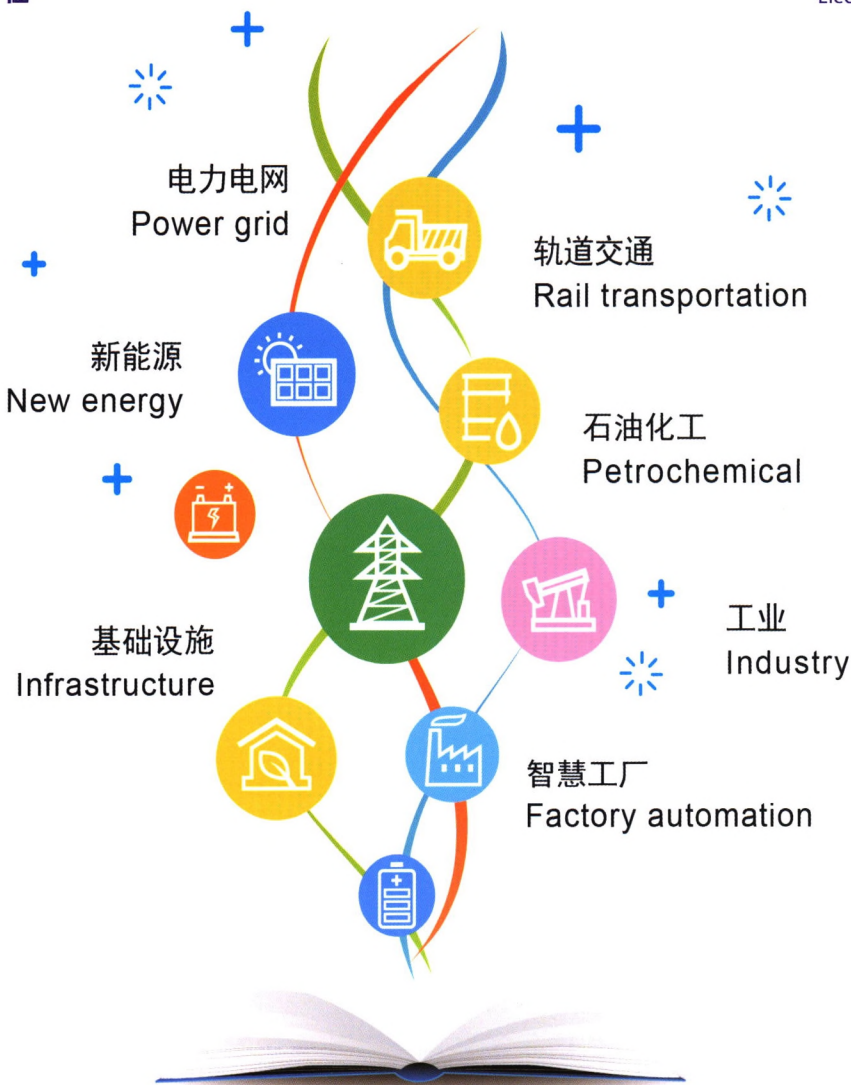 电力电网
Power grid
轨道交通
Rail transportation
新能源
New energy
石油化工
Petrochemical
基础设施
Infrastructure
工业
Industry
智慧工厂
Factory automation